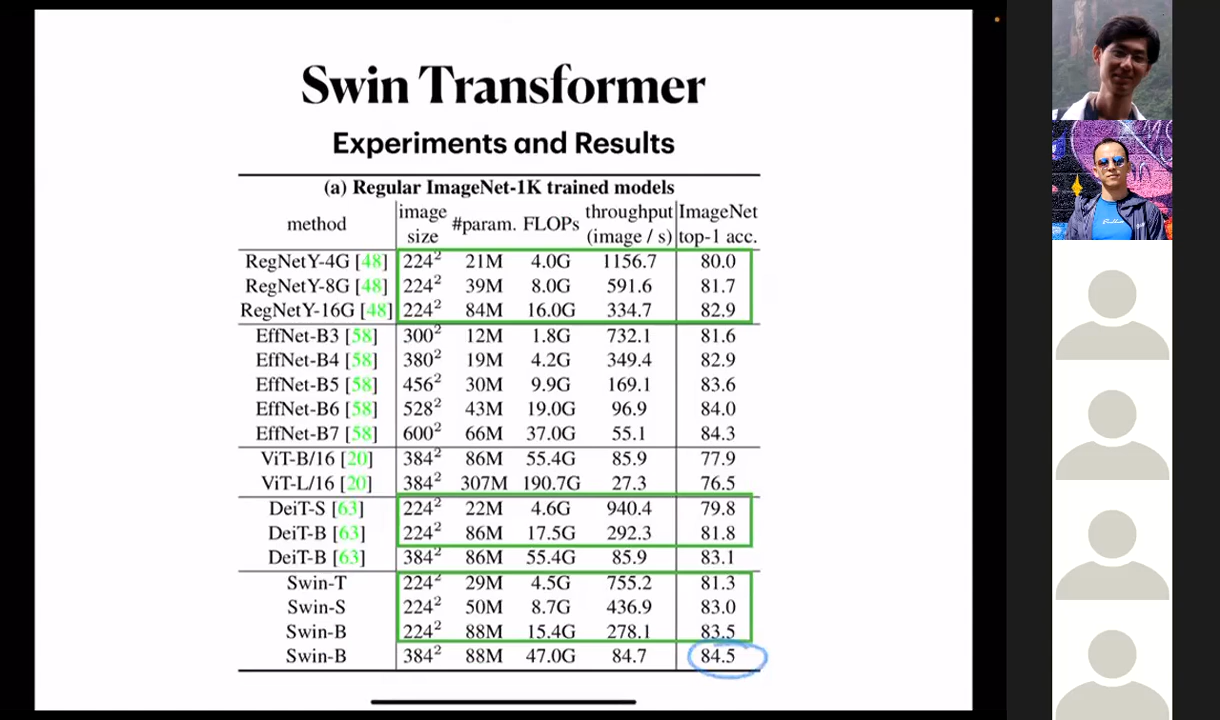 Swin Transformer
Experiments and Results
(a) Regular ImageNet-1K trained models
method image size #param. FLOPs throughput (image / s) ImageNet top-1 acc.
RegNetY-4G [48] 224² 21M 4.0G 1156.7 80.0
RegNetY-8G [48] 224² 39M 8.0G 591.6 81.7
RegNetY-16G [48] 224² 84M 16.0G 334.7 82.9
EffNet-B3 [58] 300² 12M 1.8G 732.1 81.6
EffNet-B4 [58] 380² 19M 4.2G 349.4 82.9
EffNet-B5 [58] 456² 30M 9.9G 169.1 83.6
EffNet-B6 [58] 528² 43M 19.0G 96.9 84.0
EffNet-B7 [58] 600² 66M 37.0G 55.1 84.3
ViT-B/16 [20] 384² 86M 55.4G 85.9 77.9
ViT-L/16 [20] 384² 307M 190.7G 27.3 76.5
DeiT-S [63] 224² 22M 4.6G 940.4 79.8
DeiT-B [63] 224² 86M 17.5G 292.3 81.8
DeiT-B [63] 384² 86M 55.4G 85.9 83.1
Swin-T 224² 29M 4.5G 755.2 81.3
Swin-S 224² 50M 8.7G 436.9 83.0
Swin-B 224² 88M 15.4G 278.1 83.5
Swin-B 384² 88M 47.0G 84.7 84.5